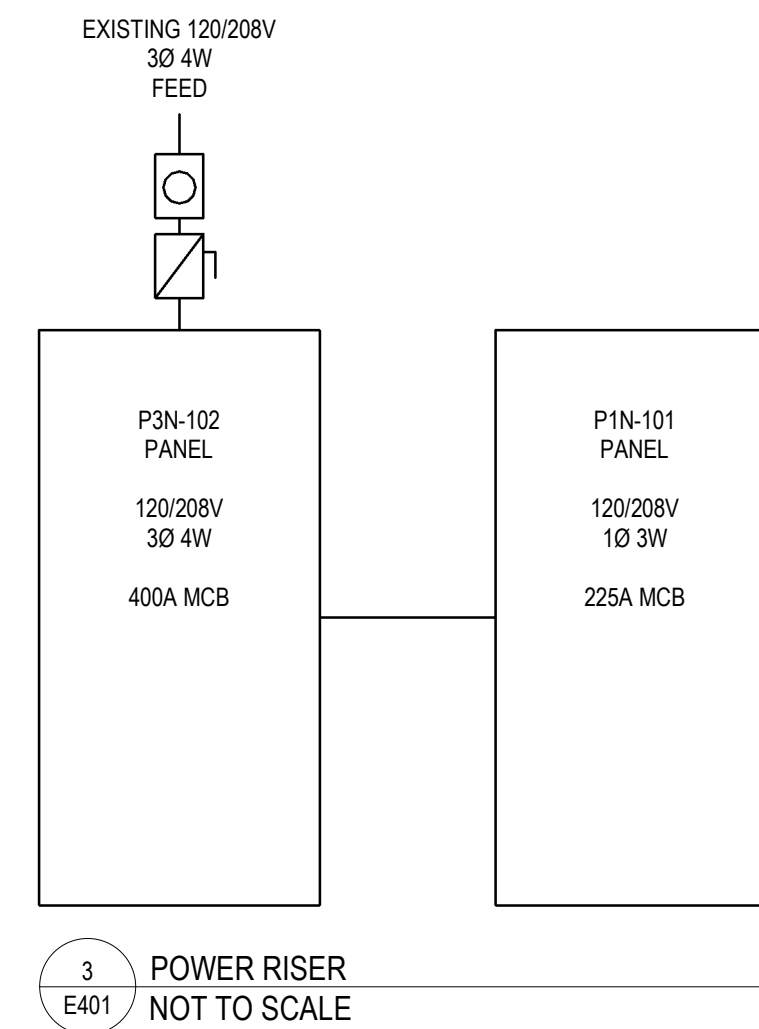 EXISTING 120/208V
3Ø 4W
FEED
P3N-102
PANEL
120/208V
3Ø 4W
400A MCB
P1N-101
PANEL
120/208V
1Ø 3W
225A MCB
3
E401
POWER RISER
NOT TO SCALE